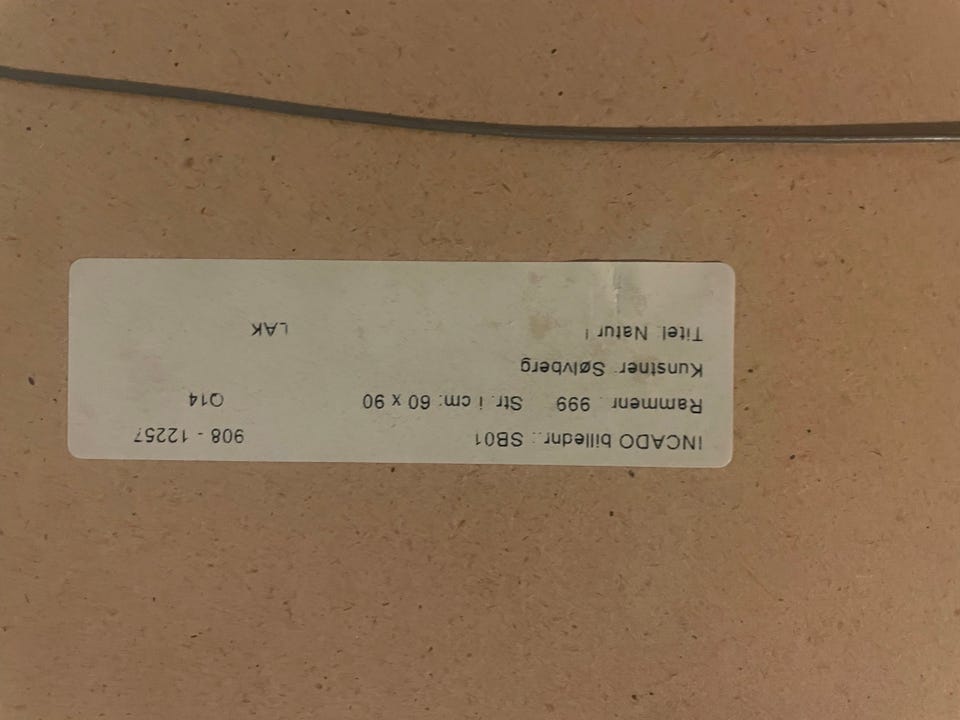 INCADO billednr.: SB01 908 - 12257
Rammenr. 999 Str. i cm: 60 x 90 Q14
Kunstner: Sølvberg
Titel: Natur I LAK